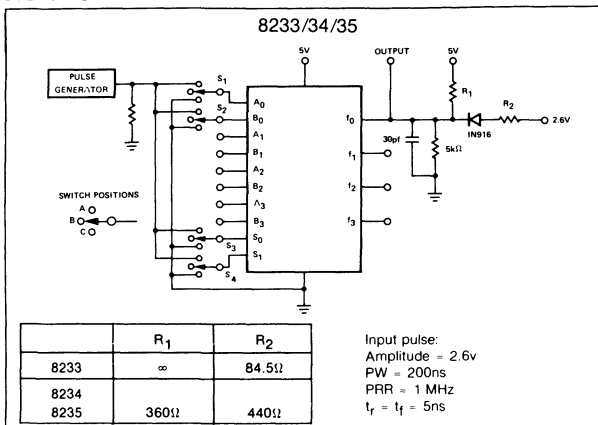 8233/34/35
5V
OUTPUT
5V
PULSE GENERATOR
S1
S2
A0
B0
A1
B1
A2
B2
A3
B3
S0
S1
S3
S4
f0
f1
f2
f3
30pf
5kΩ
R1
1N916
R2
2.6V
SWITCH POSITIONS
A
B
C
R1 R2
8233 ∞ 84.5Ω
8234
8235 360Ω 440Ω
Input pulse:
Amplitude = 2.6v
PW = 200ns
PRR = 1 MHz
tr = tf = 5ns